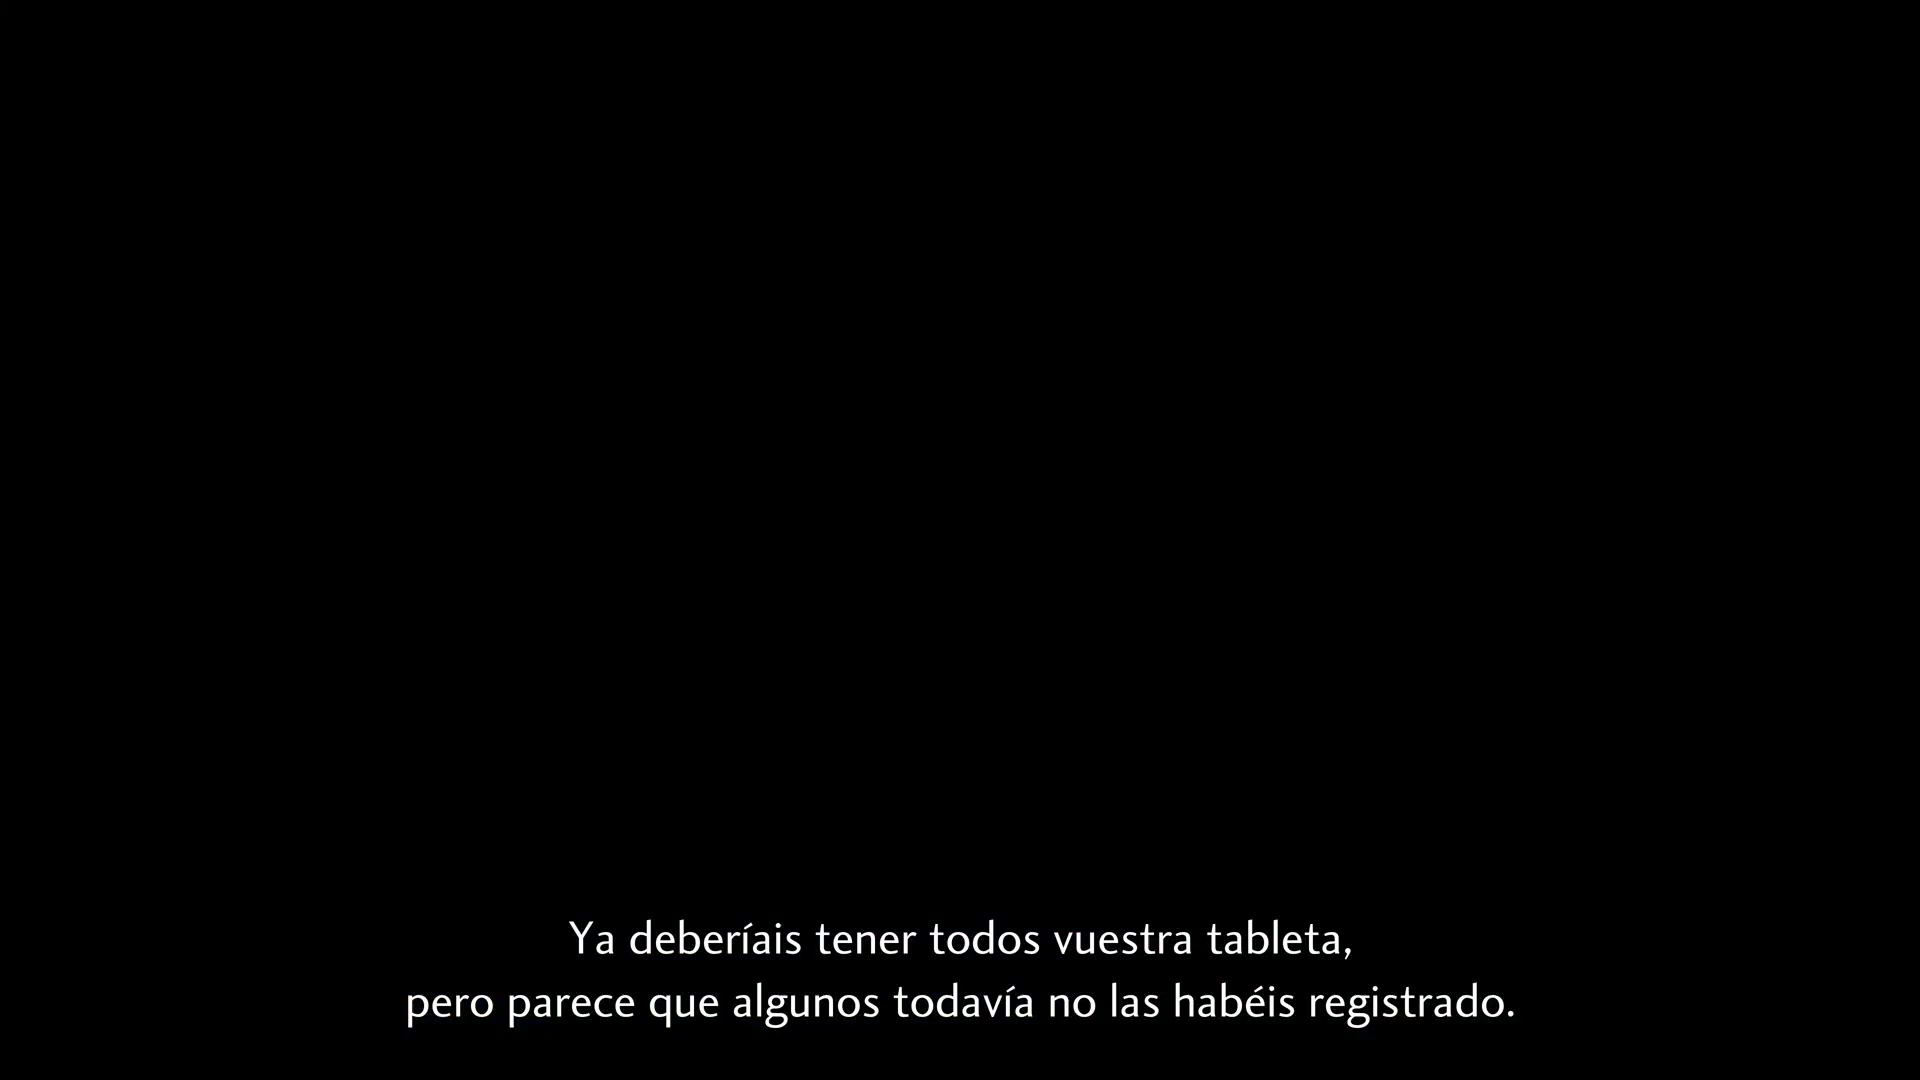 Ya deberíais tener todos vuestra tableta,
pero parece que algunos todavía no las habéis registrado.